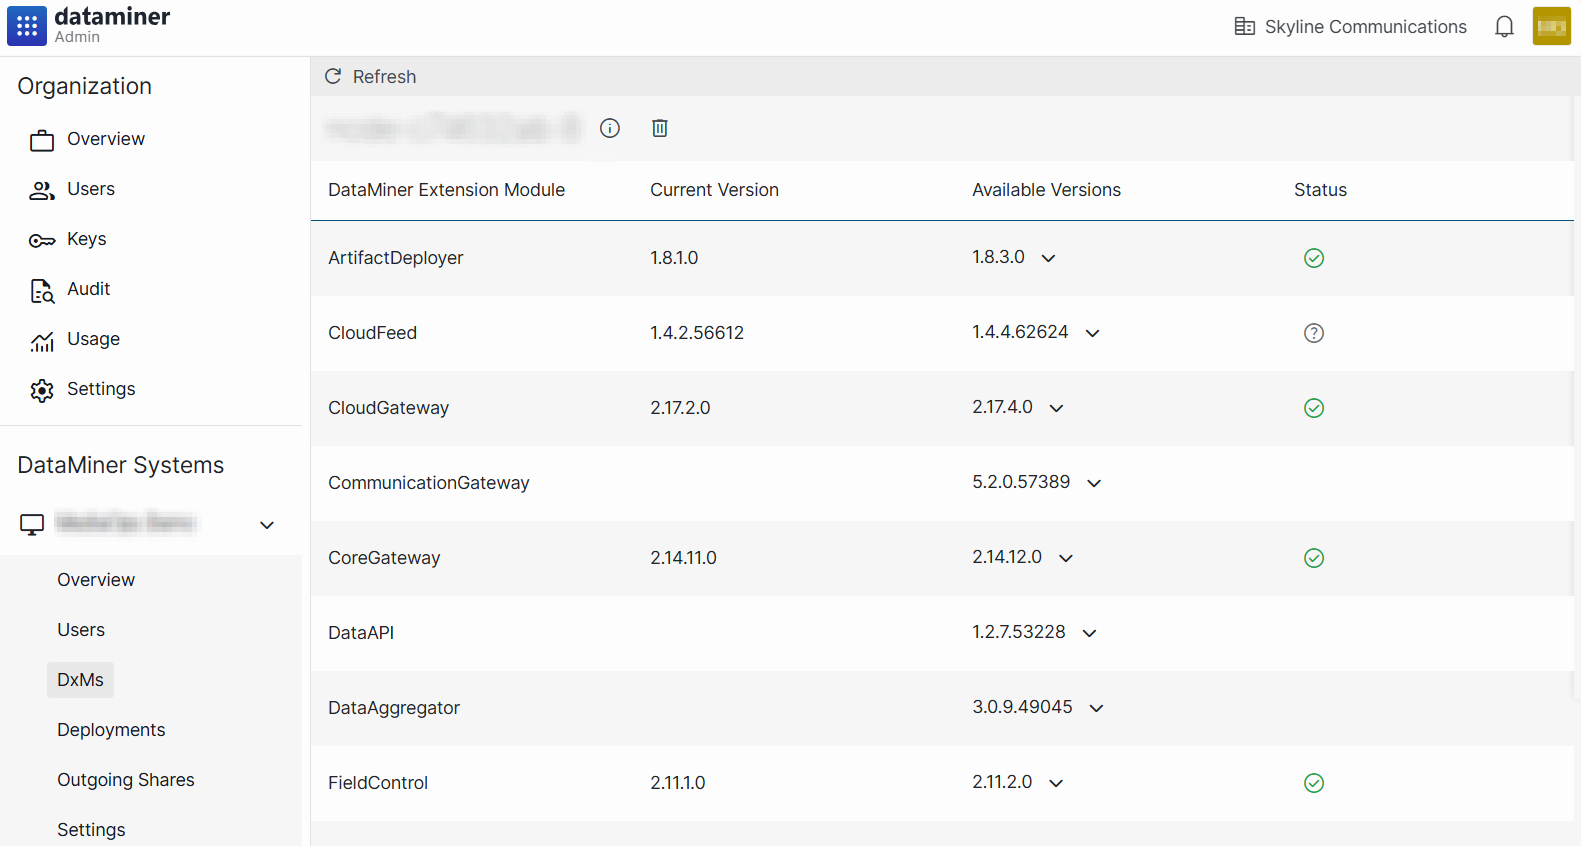 dataminer
Admin
Skyline Communications
Organization
Overview
Users
Keys
Audit
Usage
Settings
DataMiner Systems
Overview
Users
DxMs
Deployments
Outgoing Shares
Settings
Refresh
DataMiner Extension Module Current Version Available Versions Status
ArtifactDeployer 1.8.1.0 1.8.3.0
CloudFeed 1.4.2.56612 1.4.4.62624
CloudGateway 2.17.2.0 2.17.4.0
CommunicationGateway 5.2.0.57389
CoreGateway 2.14.11.0 2.14.12.0
DataAPI 1.2.7.53228
DataAggregator 3.0.9.49045
FieldControl 2.11.1.0 2.11.2.0